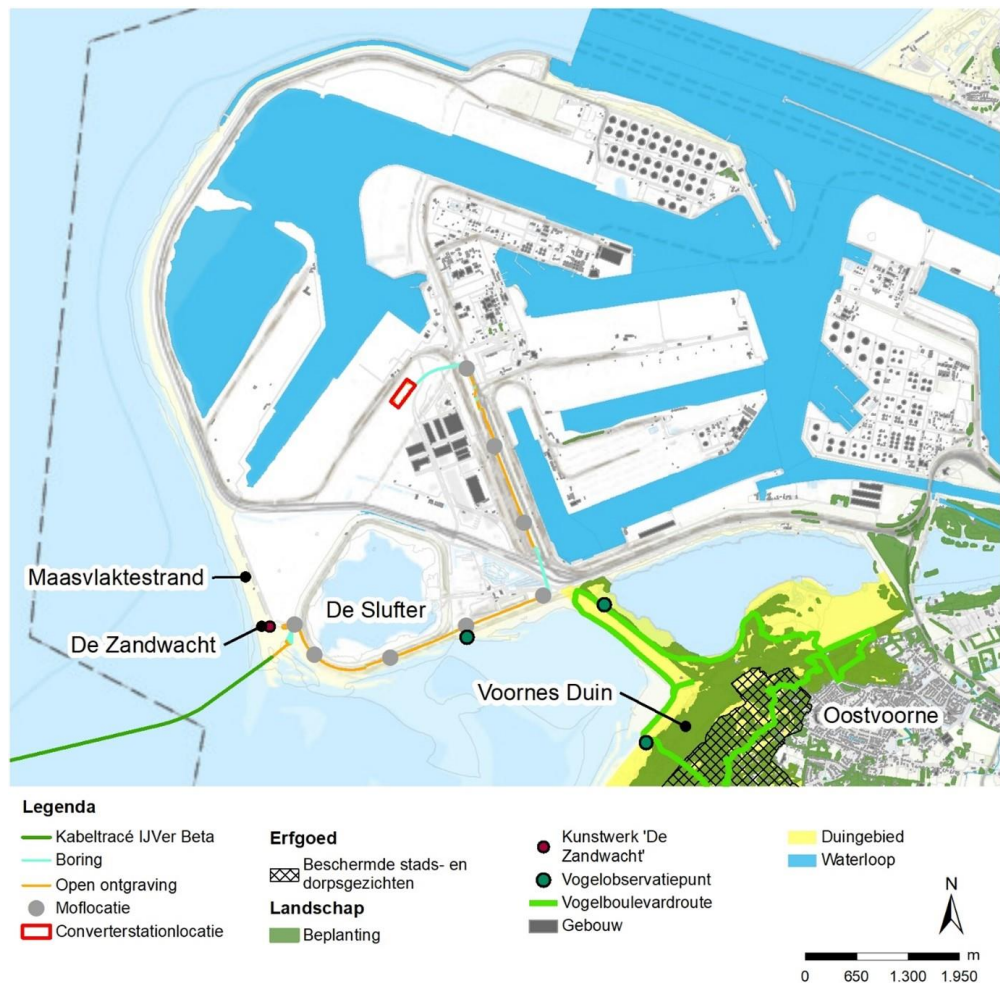 Maasvlaktestrand
De Slufter
De Zandwacht
Voornes Duin
Oostvoorne
Legenda
Kabeltracé IJVer Beta
Boring
Open ontgraving
Moflocatie
Converterstationlocatie
Erfgoed
Beschermde stads- en
dorpsgezichten
Landschap
Beplanting
Kunstwerk 'De
Zandwacht'
Vogelobservatiepunt
Vogelboulevardroute
Gebouw
Duingebied
Waterloop
N
m
0 650 1.300 1.950